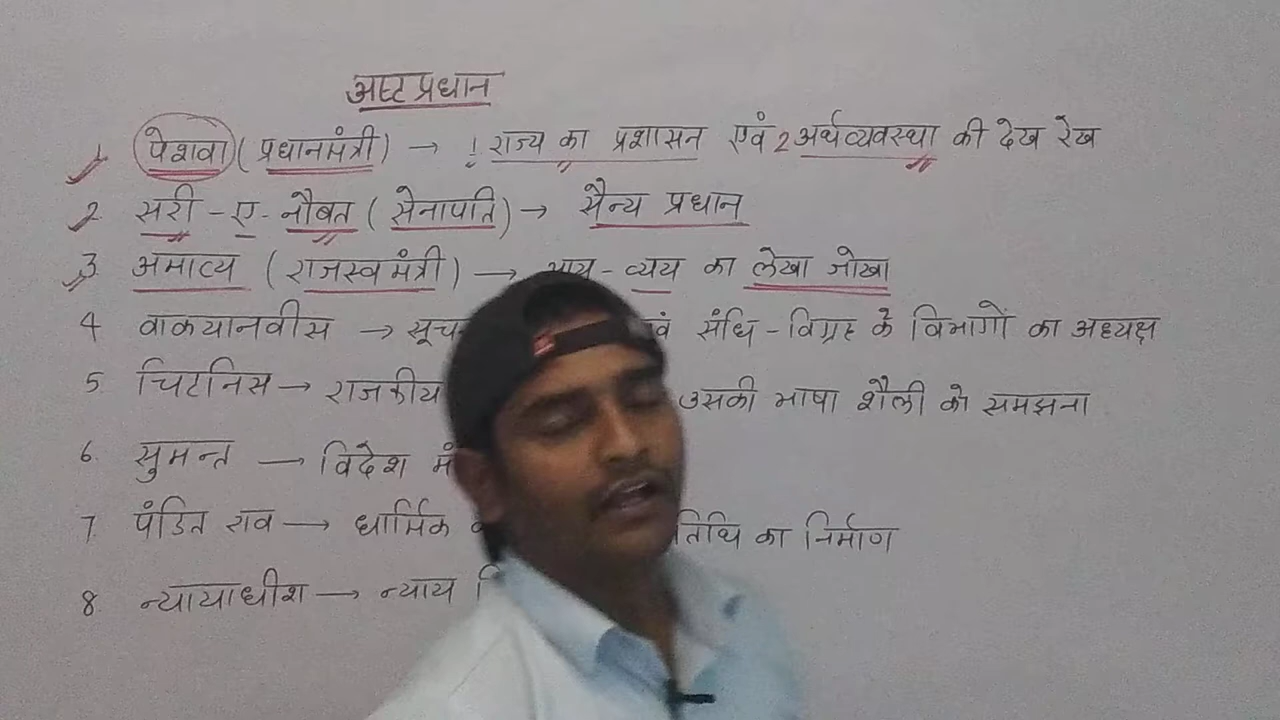 अष्टप्रधान
1 पेशवा (प्रधानमंत्री) → 1 राज्य का प्रशासन एवं 2 अर्थव्यवस्था की देख रेख
2. सरी-ए-नौबत (सेनापति) → सैन्य प्रधान
3. अमात्य (राजस्वमंत्री) → आय-व्यय का लेखा जोखा
4 वाकयानवीस → संधि-विग्रह के विभागों का अध्यक्ष
5. चिटनिस → राजकीय उसकी भाषा शैली को समझना
6. सुमन्त → विदेश
7. पंडित राव → धार्मिक तिथि का निर्माण
8. न्यायाधीश → न्याय